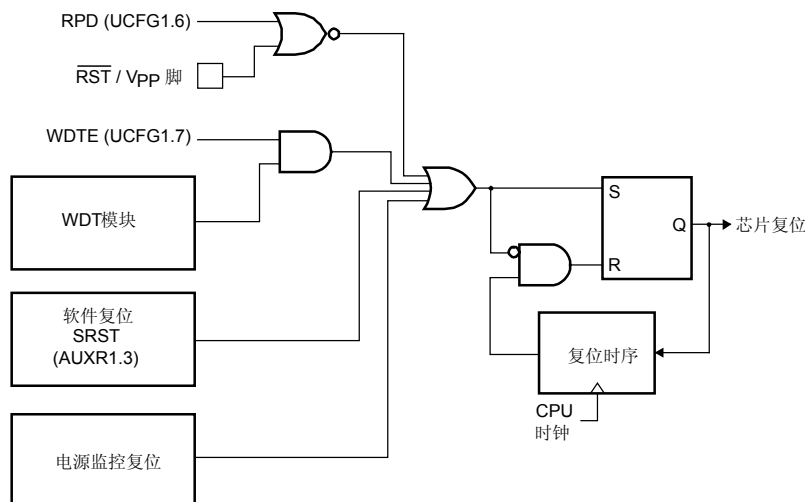 RPD (UCFG1.6)
RST / VPP 脚
WDTE (UCFG1.7)
WDT模块
软件复位
SRST
(AUXR1.3)
电源监控复位
S
Q
R
芯片复位
复位时序
CPU
时钟